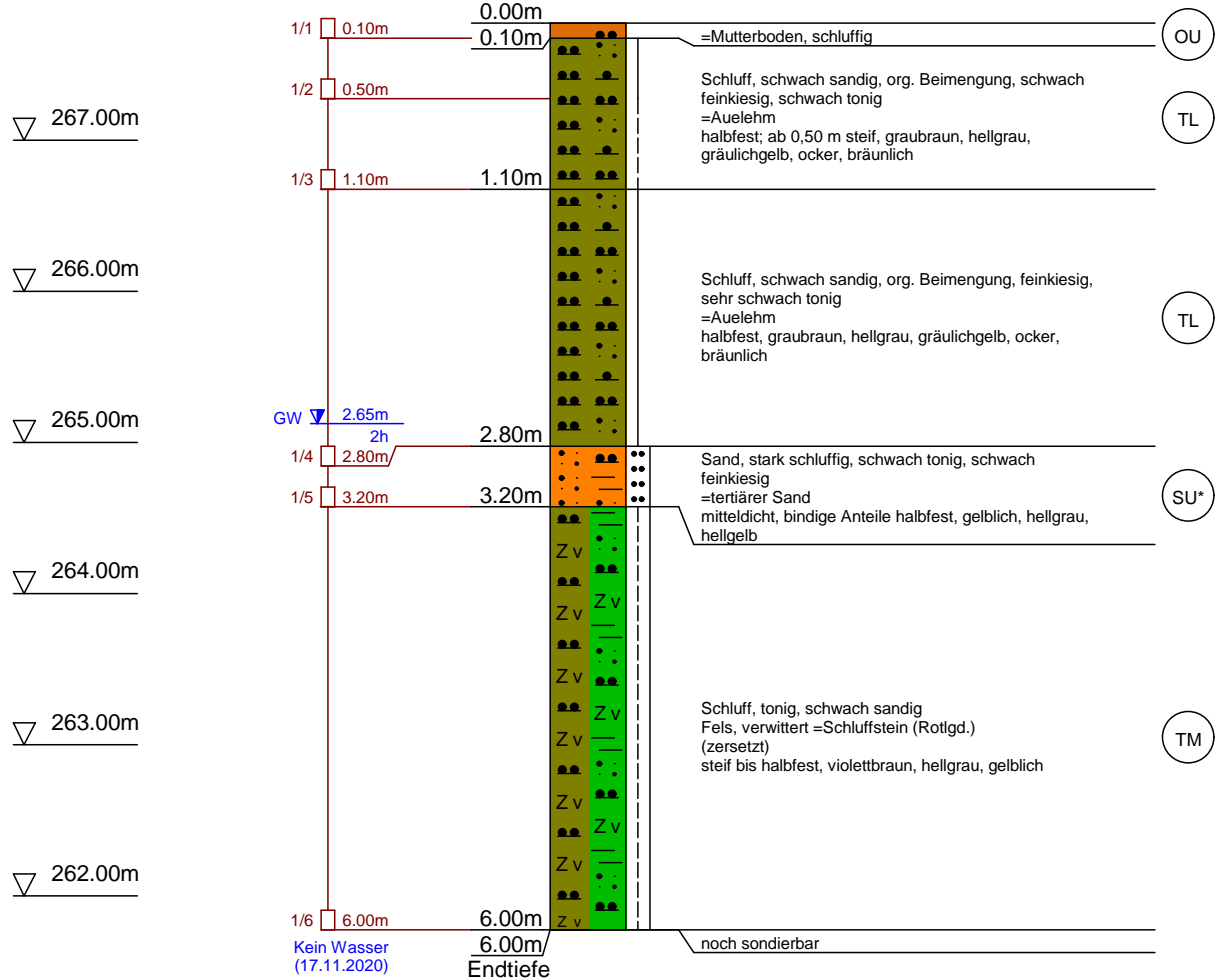 0.00m
1/1 0.10m 0.10m =Mutterboden, schluffig OU
Schluff, schwach sandig, org. Beimengung, schwach
feinkiesig, schwach tonig
=Auelehm
halbfest; ab 0,50 m steif, graubraun, hellgrau,
gräulichgelb, ocker, bräunlich
1/2 0.50m
267.00m
TL
1/3 1.10m 1.10m
266.00m
Schluff, schwach sandig, org. Beimengung, feinkiesig,
sehr schwach tonig
=Auelehm
halbfest, graubraun, hellgrau, gräulichgelb, ocker,
bräunlich
TL
265.00m
GW 2.65m
2h
2.80m
1/4 2.80m
Sand, stark schluffig, schwach tonig, schwach
feinkiesig
=tertiärer Sand
mitteldicht, bindige Anteile halbfest, gelblich, hellgrau,
hellgelb
SU*
1/5 3.20m 3.20m
Z v
264.00m
Z v
Z v
Z v
Z v
263.00m
Schluff, tonig, schwach sandig
Fels, verwittert =Schluffstein (Rotlgd.)
(zersetzt)
steif bis halbfest, violettbraun, hellgrau, gelblich
TM
Z v
Z v
Z v
Z v
262.00m
1/6 6.00m 6.00m Z v
Kein Wasser
(17.11.2020)
6.00m
Endtiefe
noch sondierbar